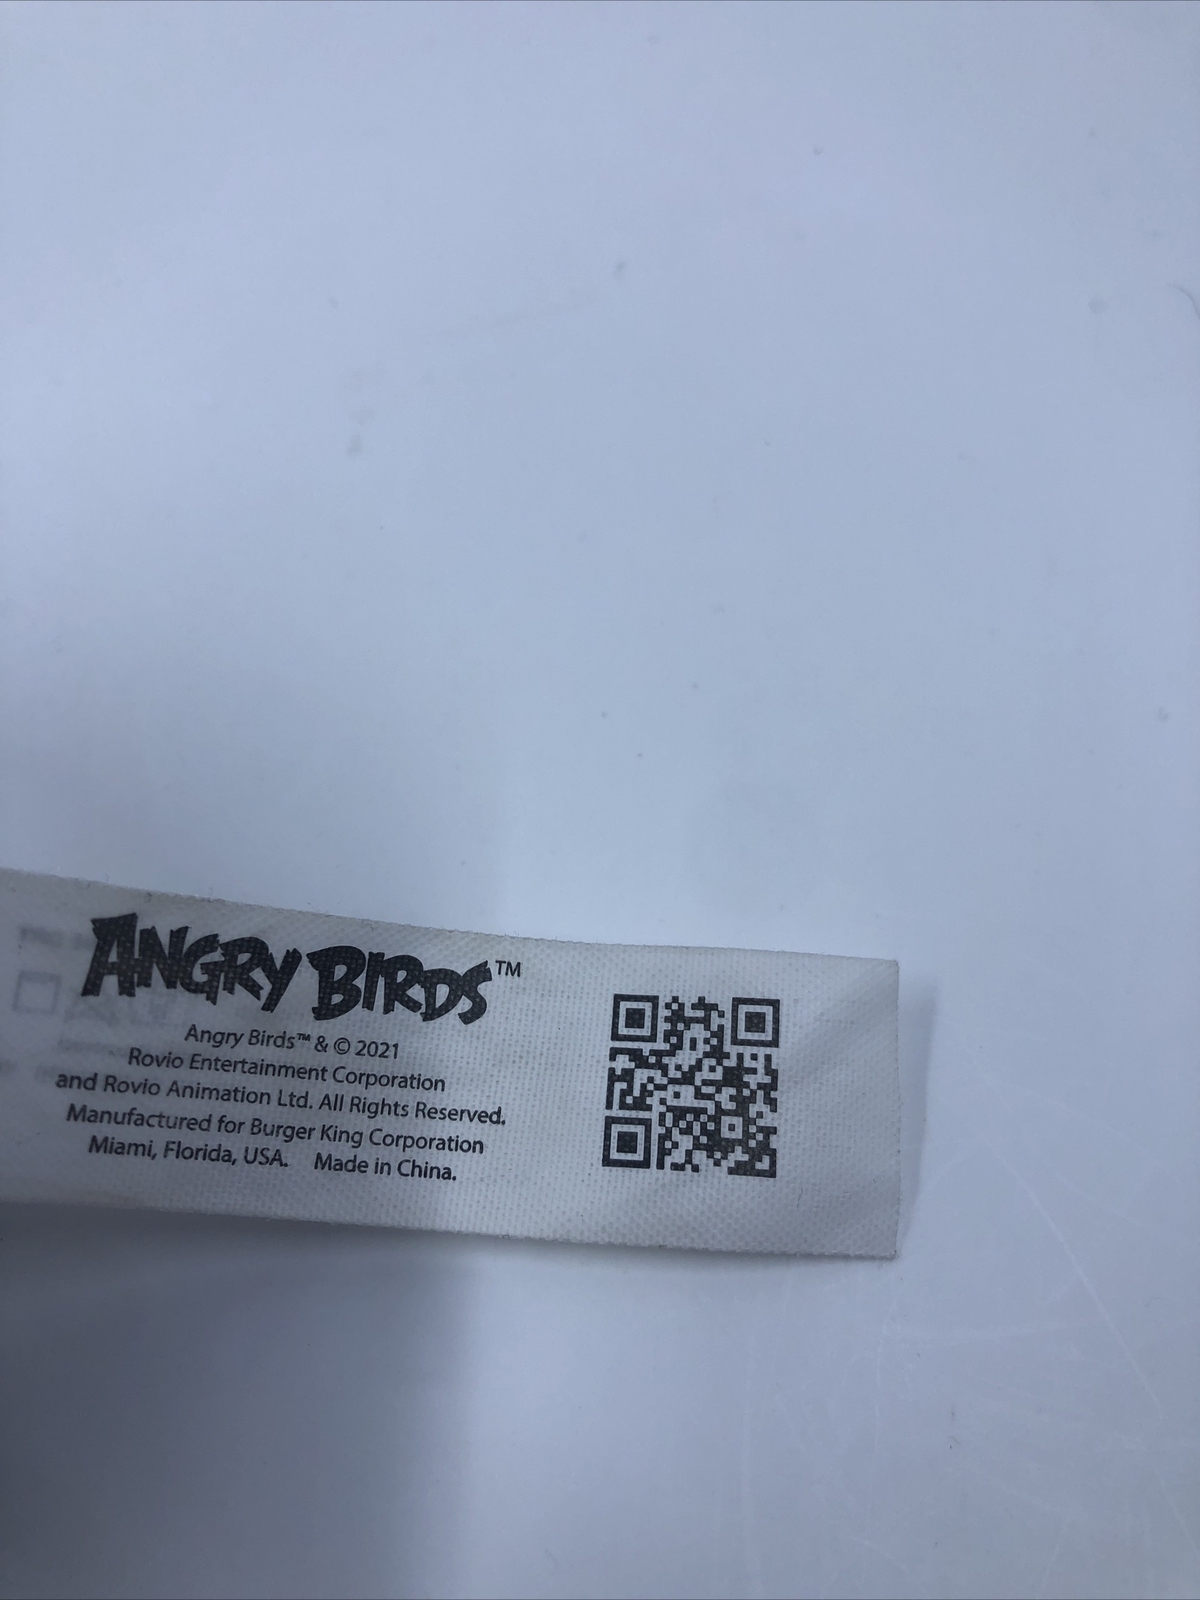 ANGRY BIRDS™
Angry Birds™ & © 2021
Rovio Entertainment Corporation
and Rovio Animation Ltd. All Rights Reserved.
Manufactured for Burger King Corporation
Miami, Florida, USA. Made in China.